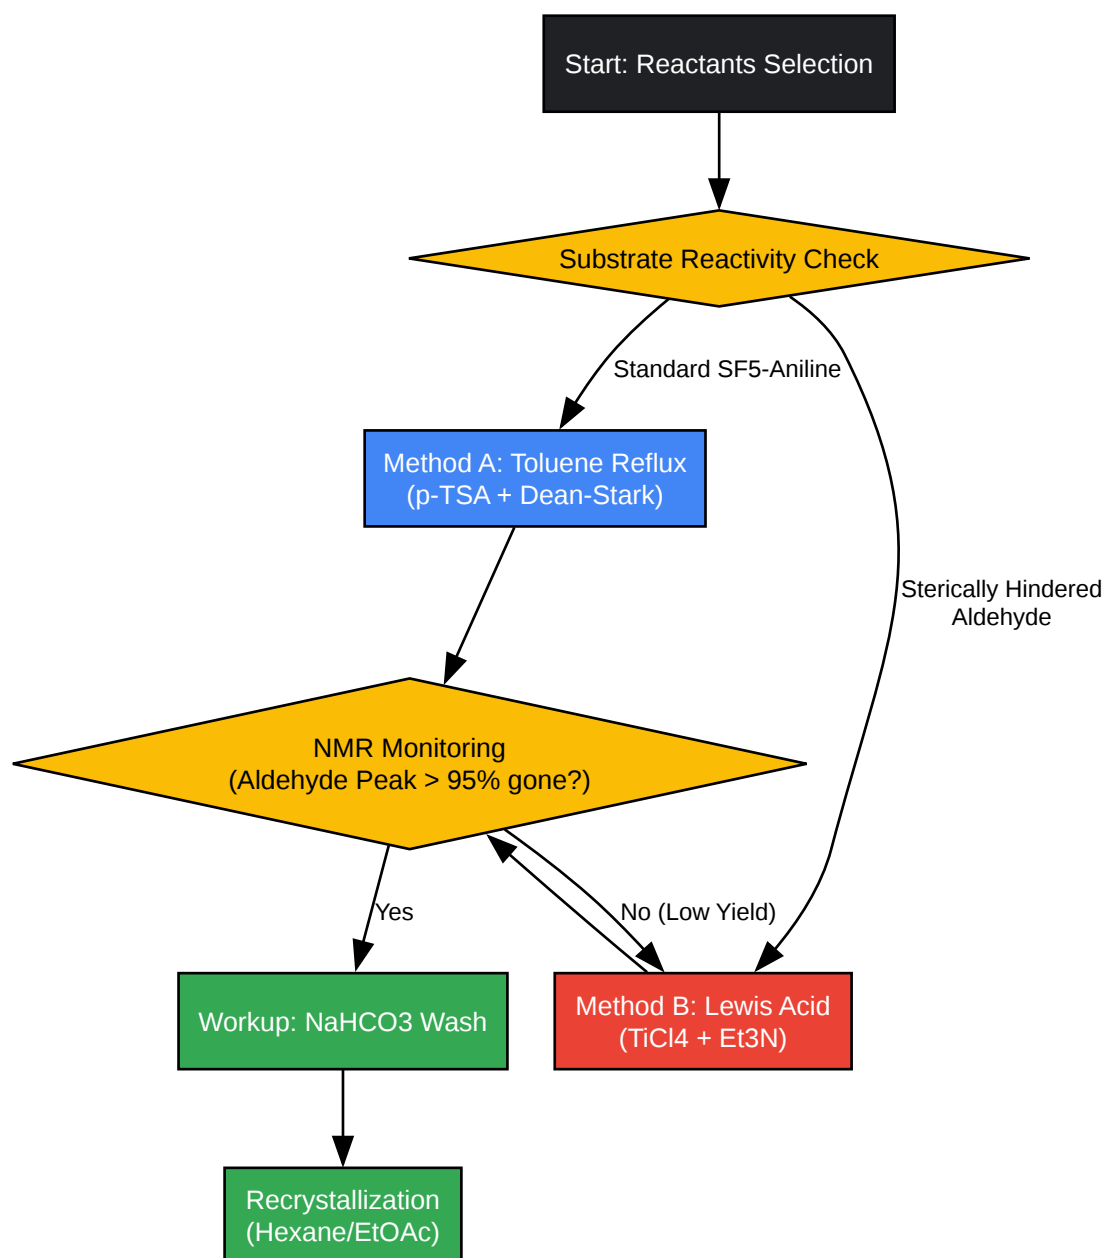 Start: Reactants Selection
Substrate Reactivity Check
Standard SF5-Aniline
Method A: Toluene Reflux
(p-TSA + Dean-Stark)
Sterically Hindered
Aldehyde
NMR Monitoring
(Aldehyde Peak > 95% gone?)
Yes
No (Low Yield)
Workup: NaHCO3 Wash
Method B: Lewis Acid
(TiCl4 + Et3N)
Recrystallization
(Hexane/EtOAc)